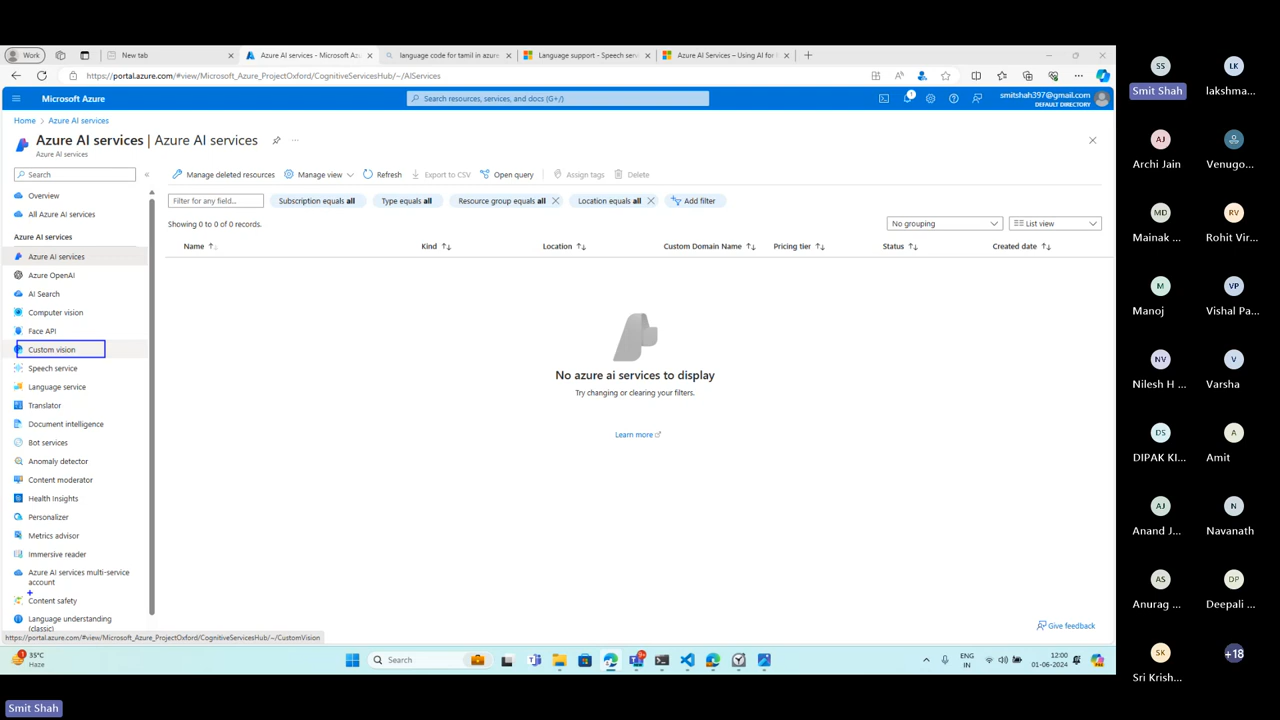 Work
New tab
Azure AI services - Microsoft Az
language code for tamil in azure
Language support - Speech serv
Azure AI Services – Using AI for
https://portal.azure.com/#view/Microsoft_Azure_ProjectOxford/CognitiveServicesHub/~/AIServices
Microsoft Azure
Search resources, services, and docs (G+/)
1
smitshah397@gmail.com
DEFAULT DIRECTORY
Home > Azure AI services >
Azure AI services | Azure AI services
Azure AI services
Search
Manage deleted resources
Manage view
Refresh
Export to CSV
Open query
Assign tags
Delete
Overview
All Azure AI services
Azure AI services
Azure AI services
Azure OpenAI
AI Search
Computer vision
Face API
Custom vision
Speech service
Language service
Translator
Document intelligence
Bot services
Anomaly detector
Content moderator
Health Insights
Personalizer
Metrics advisor
Immersive reader
Azure AI services multi-service
account
Content safety
Language understanding
(classic)
Filter for any field...
Subscription equals all
Type equals all
Resource group equals all
Location equals all
Add filter
Showing 0 to 0 of 0 records.
No grouping
List view
Name
Kind
Location
Custom Domain Name
Pricing tier
Status
Created date
No azure ai services to display
Try changing or clearing your filters.
Learn more
Give feedback
https://portal.azure.com/#view/Microsoft_Azure_ProjectOxford/CognitiveServicesHub/~/CustomVision
1
35°C
Haze
Search
ENG
IN
12:00
01-06-2024
SS
Smit Shah
LK
lakshma...
AJ
Archi Jain
Venugo...
MD
Mainak ...
RV
Rohit Vir...
M
Manoj
VP
Vishal Pa...
NV
Nilesh H ...
V
Varsha
DS
DIPAK KI...
A
Amit
AJ
Anand J...
N
Navanath
AS
Anurag ...
DP
Deepali ...
SK
Sri Krish...
+18
Smit Shah